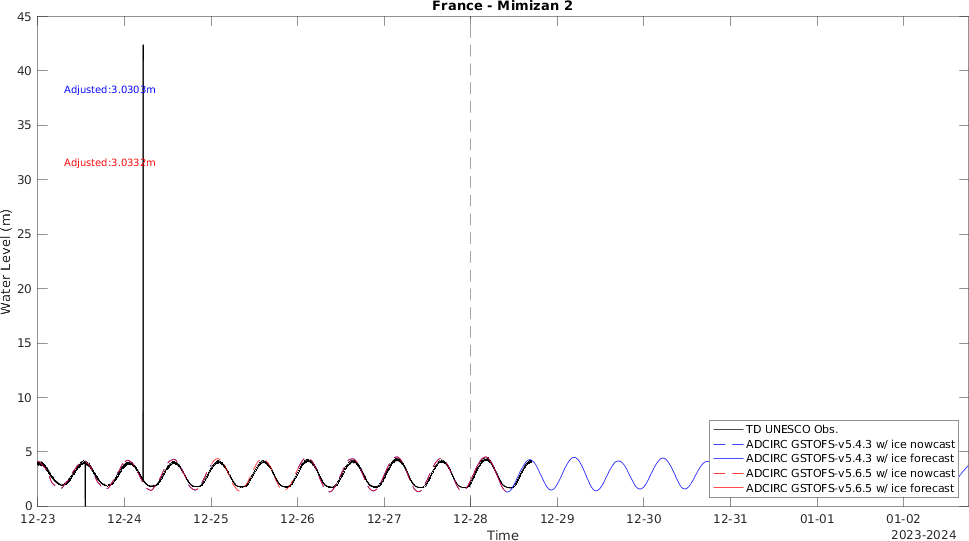 France - Mimizan 2
45
40
35
30
25
20
15
10
5
0
Water Level (m)
Adjusted:3.0303m
Adjusted:3.0332m
TD UNESCO Obs.
ADCIRC GSTOFS-v5.4.3 w/ ice nowcast
ADCIRC GSTOFS-v5.4.3 w/ ice forecast
ADCIRC GSTOFS-v5.6.5 w/ ice nowcast
ADCIRC GSTOFS-v5.6.5 w/ ice forecast
12-23 12-24 12-25 12-26 12-27 12-28 12-29 12-30 12-31 01-01 01-02
Time
2023-2024